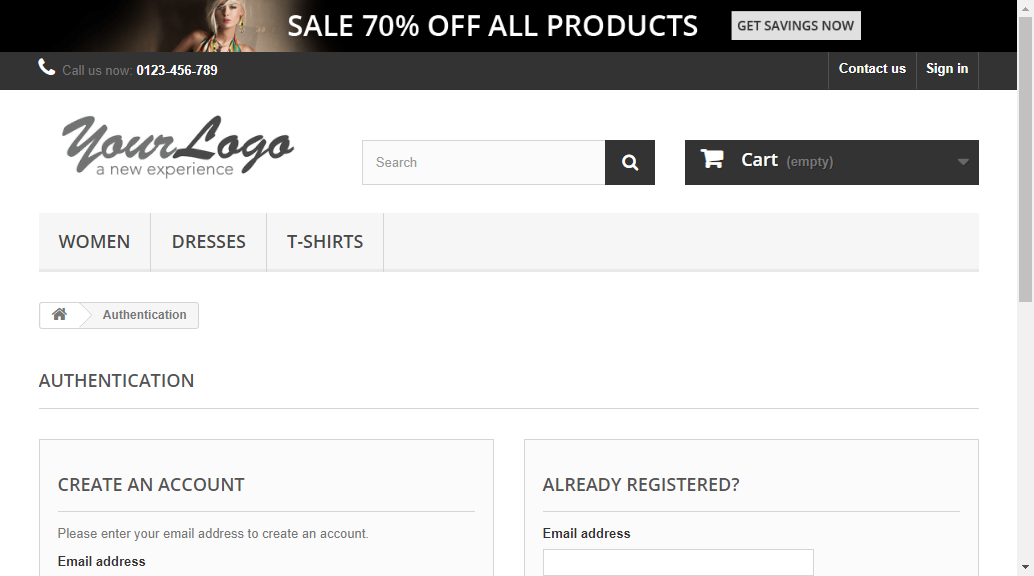 SALE 70% OFF ALL PRODUCTS GET SAVINGS NOW
Call us now: 0123-456-789 Contact us Sign in
YourLogo
a new experience
Search
Cart (empty)
WOMEN DRESSES T-SHIRTS
Authentication
AUTHENTICATION
CREATE AN ACCOUNT
Please enter your email address to create an account.
Email address
ALREADY REGISTERED?
Email address